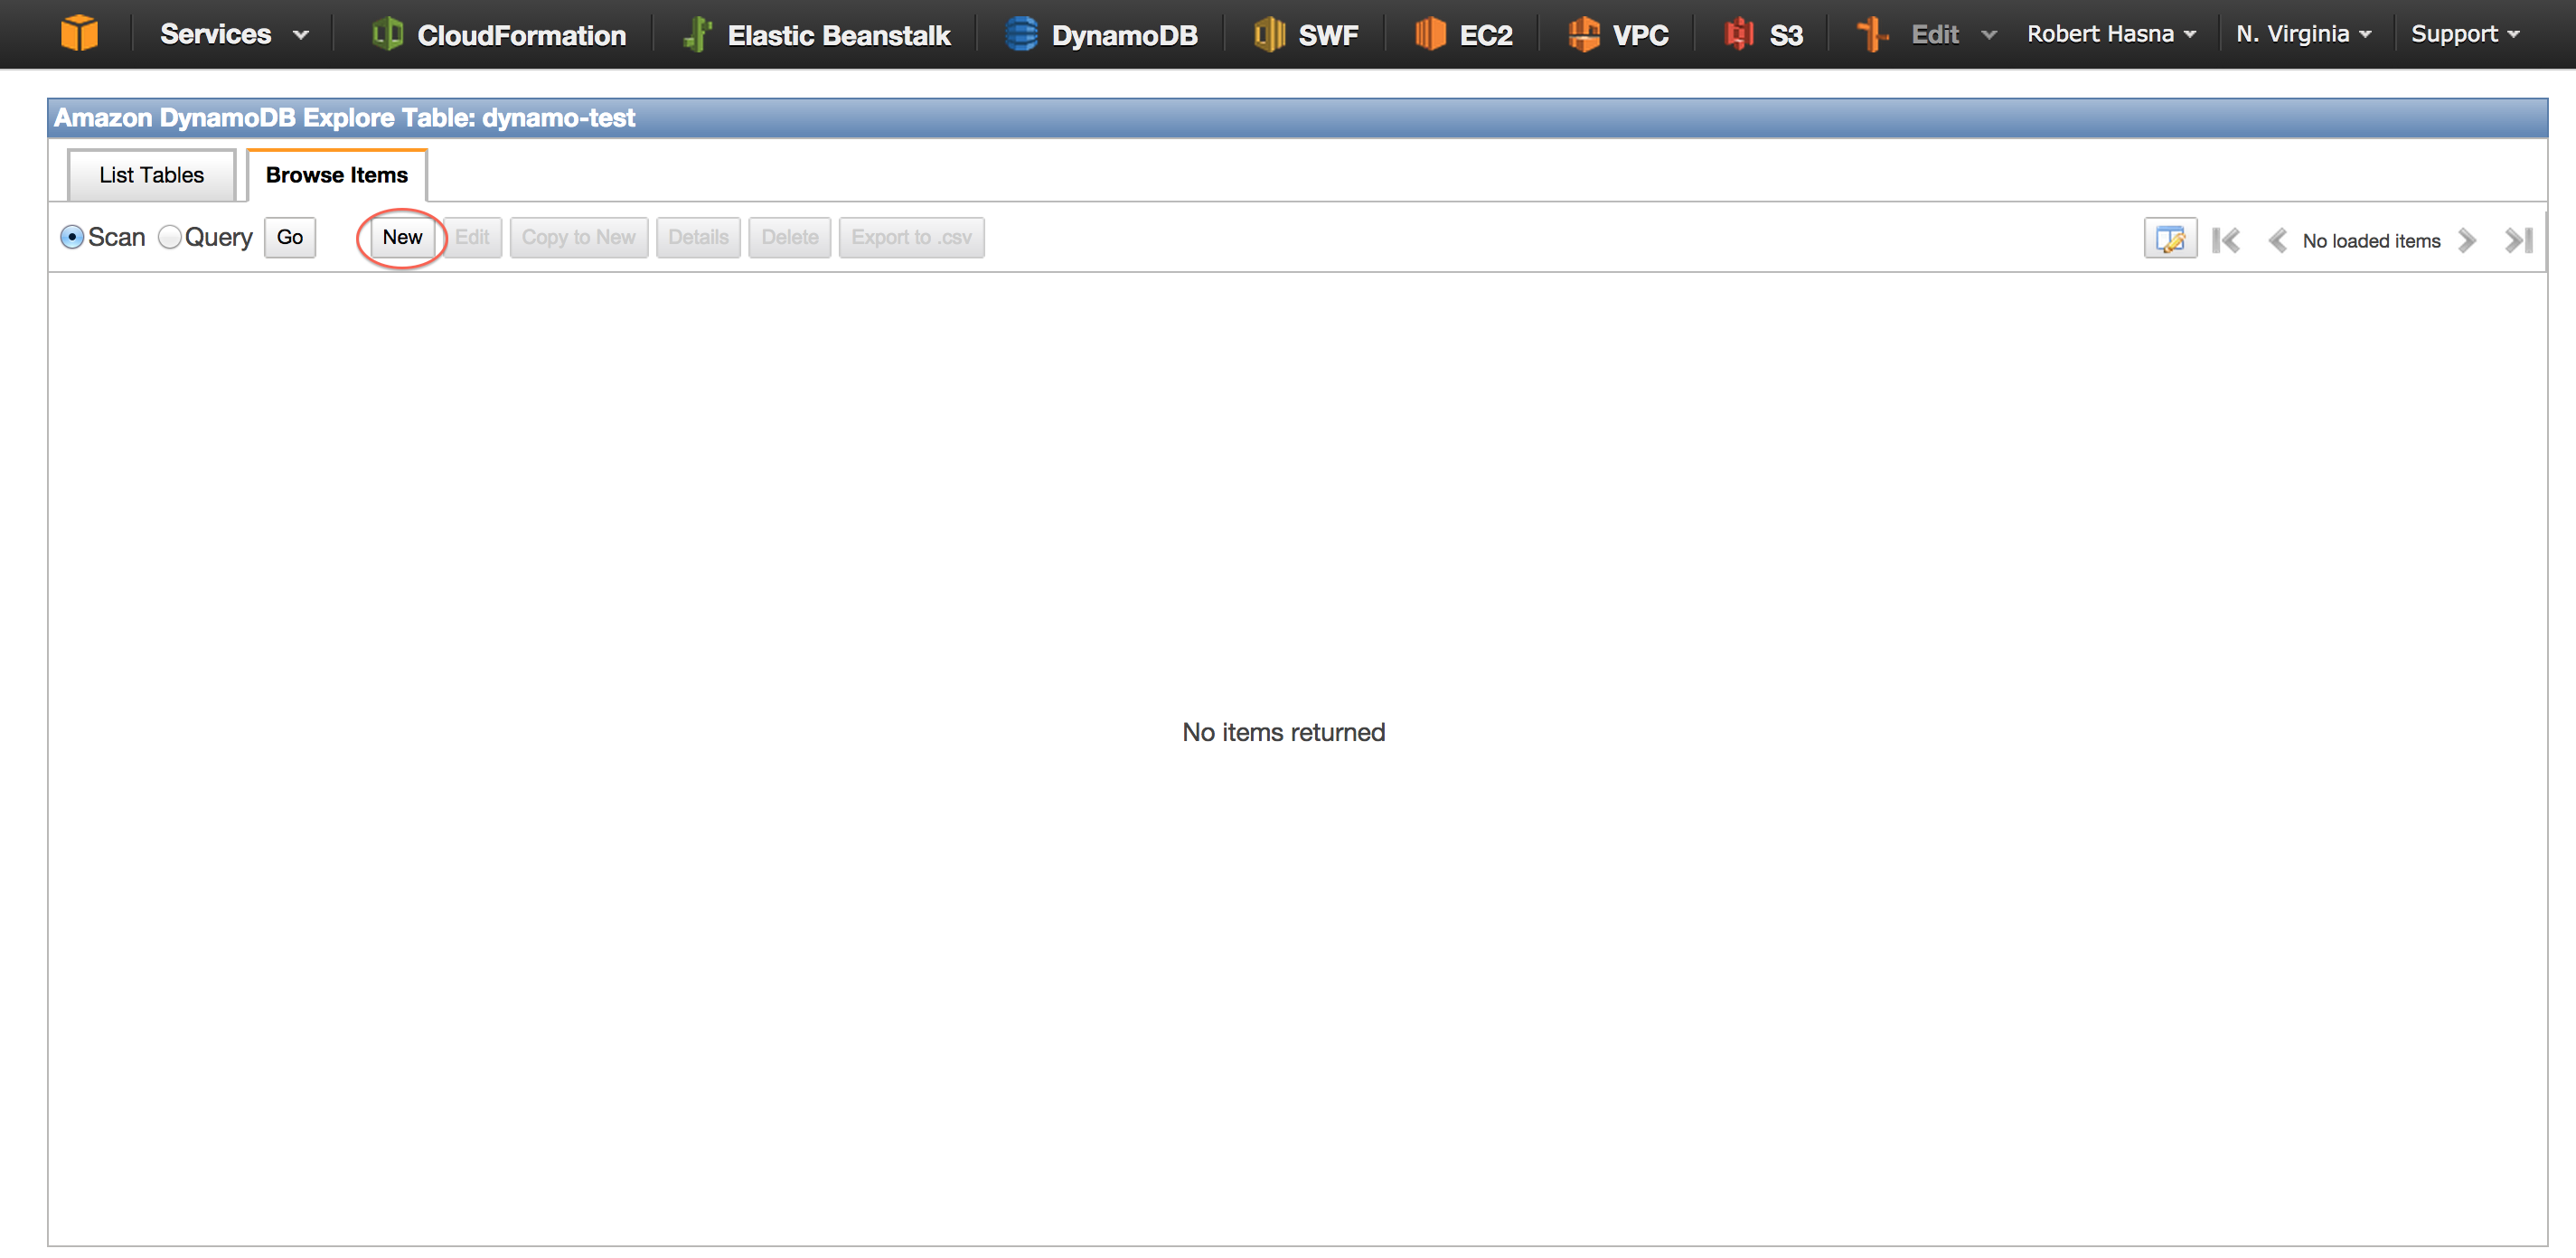 Services CloudFormation Elastic Beanstalk DynamoDB SWF EC2 VPC S3 Edit Robert Hasna N. Virginia Support
Amazon DynamoDB Explore Table: dynamo-test
List Tables Browse Items
Scan Query Go New Edit Copy to New Details Delete Export to .csv No loaded items
No items returned